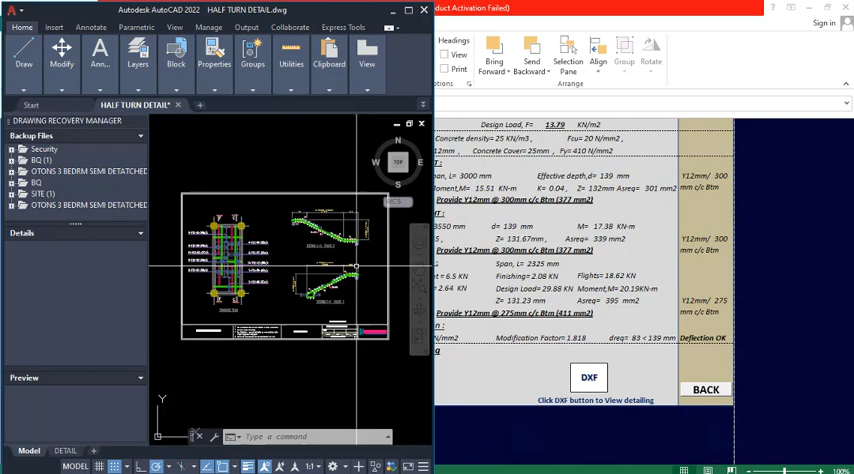 Autodesk AutoCAD 2022 HALF TURN DETAIL.dwg
Home Insert Annotate Parametric View Manage Output Collaborate Express Tools
Draw Modify Ann... Layers Block Properties Groups Utilities Clipboard View
Start HALF TURN DETAIL*
DRAWING RECOVERY MANAGER
Backup Files
Security
BQ (1)
OTONS 3 BEDRM SEMI DETATCHED
BQ
SITE (1)
OTONS 3 BEDRM SEMI DETATCHED
Details
Preview
N
W TOP E
S
WCS
Y
Type a command
Model DETAIL
MODEL 1:1
duct Activation Failed)
Sign in
Headings
View
Print
ptions
Bring Forward
Send Backward
Selection Pane
Align
Group
Rotate
Arrange
Design Load, F= 13.79 KN/m2
Concrete density= 25 KN/m3 , Fcu= 20 N/mm2 ,
12mm , Concrete Cover= 25mm , Fy= 410 N/mm2
T :
pan, L= 3000 mm Effective depth,d= 139 mm Y12mm/ 300
Moment,M= 15.51 KN-m K= 0.04 , Z= 132mm Asreq= 301 mm2 mm c/c Btm
Provide Y12mm @ 300mm c/c Btm (377 mm2)
T :
3550 mm d= 139 mm M= 17.38 KN-m
5 , Z= 131.67mm , Asreq= 339 mm2 Y12mm/ 300
Provide Y12mm @ 300mm c/c Btm (377 mm2) mm c/c Btm
Span, L= 2325 mm
t= 6.5 KN Finishing= 2.08 KN Flights= 18.62 KN
= 2.64 KN Design Load= 29.88 KN Moment,M= 20.19KN-m
Z= 131.23 mm Asreq= 395 mm2 Y12mm/ 275
Provide Y12mm @ 275mm c/c Btm (411 mm2) mm c/c Btm
n :
N/mm2 Modification Factor= 1.818 dreq= 83 < 139 mm Deflection OK
g
DXF
BACK
Click DXF button to View detailing
100%